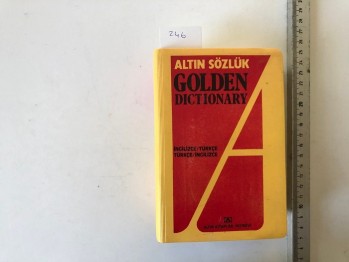 246
ALTIN SÖZLÜK
GOLDEN
DICTIONARY
İNGİLİZCE-TÜRKÇE
TÜRKÇE-İNGİLİZCE